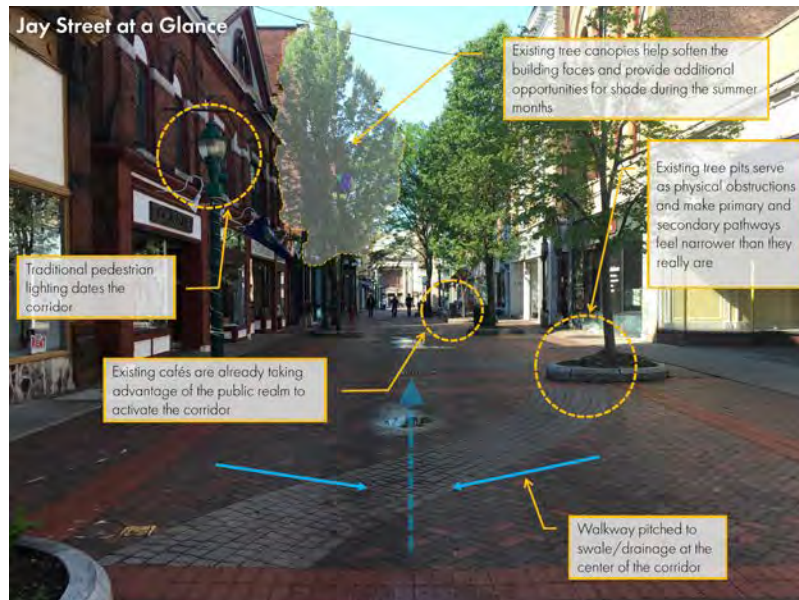 Jay Street at a Glance
Existing tree canopies help soften the
building faces and provide additional
opportunities for shade during the summer
months
Existing tree pits serve
as physical obstructions
and make primary and
secondary pathways
feel narrower than they
really are
Traditional pedestrian
lighting dates the
corridor
Existing cafés are already taking
advantage of the public realm to
activate the corridor
Walkway pitched to
swale/drainage at the
center of the corridor